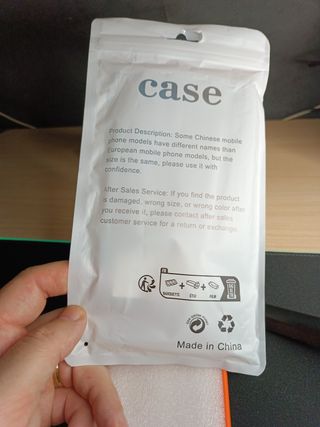 case
Product Description: Some Chinese mobile
phone models have different names than
European mobile phone models, but the
size is the same, please use it with
confidence.
After Sales Service: If you find the product
is damaged, wrong size, or wrong color after
you receive it, please contact after sales
customer service for a return or exchange.
Made in China